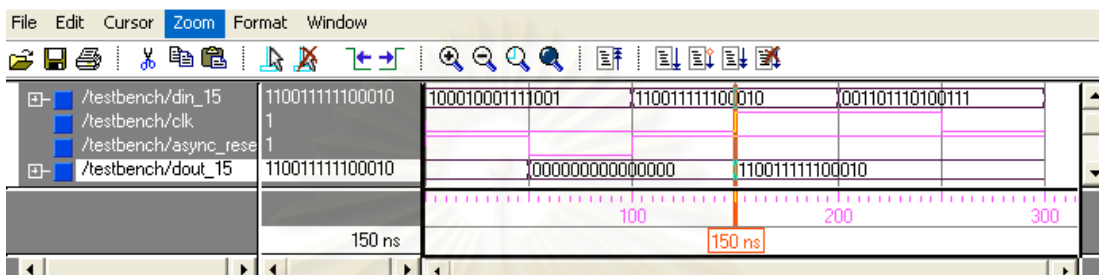 File Edit Cursor Zoom Format Window
/testbench/din_15 110011111100010 100010001111001 110011111100010 001101110100111
/testbench/clk 1
/testbench/async_rese 1
/testbench/dout_15 110011111100010 000000000000000 110011111100010
100 200 300
150 ns 150 ns